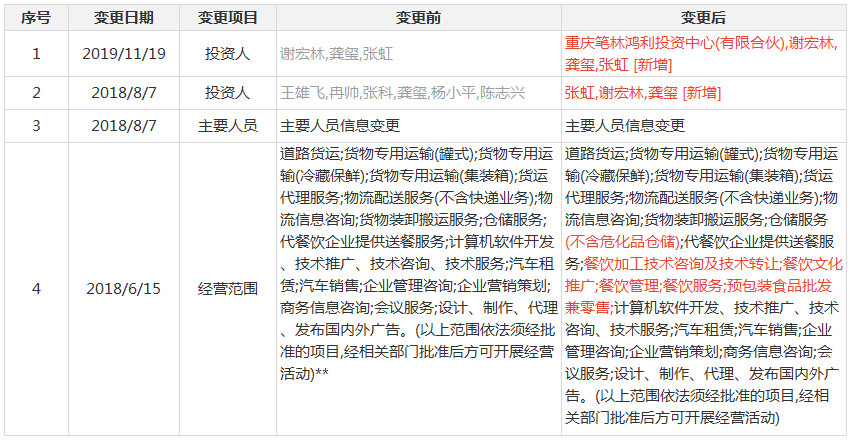 序号 变更日期 变更项目 变更前 变更后
1 2019/11/19 投资人 谢宏林,龚玺,张虹
重庆笔林鸿利投资中心(有限合伙),谢宏林,
龚玺,张虹 [新增]
2 2018/8/7 投资人 王雄飞,冉帅,张科,龚玺,杨小平,陈志兴 张虹,谢宏林,龚玺 [新增]
3 2018/8/7 主要人员 主要人员信息变更 主要人员信息变更
4 2018/6/15 经营范围
道路货运;货物专用运输(罐式);货物专用运
输(冷藏保鲜);货物专用运输(集装箱);货运
代理服务;物流配送服务(不含快递业务);物
流信息咨询;货物装卸搬运服务;仓储服务;
代餐饮企业提供送餐服务;计算机软件开发
、技术推广、技术咨询、技术服务;汽车租
赁;汽车销售;企业管理咨询;企业营销策划;
商务信息咨询;会议服务;设计、制作、代理
、发布国内外广告。(以上范围依法须经批
准的项目,经相关部门批准后方可开展经营
活动)**
道路货运;货物专用运输(罐式);货物专用运
输(冷藏保鲜);货物专用运输(集装箱);货运
代理服务;物流配送服务(不含快递业务);物
流信息咨询;货物装卸搬运服务;仓储服务
(不含危化品仓储);代餐饮企业提供送餐服
务;餐饮加工技术咨询及技术转让;餐饮文化
推广;餐饮管理;餐饮服务;预包装食品批发
兼零售;计算机软件开发、技术推广、技术
咨询、技术服务;汽车租赁;汽车销售;企业
管理咨询;企业营销策划;商务信息咨询;会
议服务;设计、制作、代理、发布国内外广
告。(以上范围依法须经批准的项目,经相
关部门批准后方可开展经营活动)